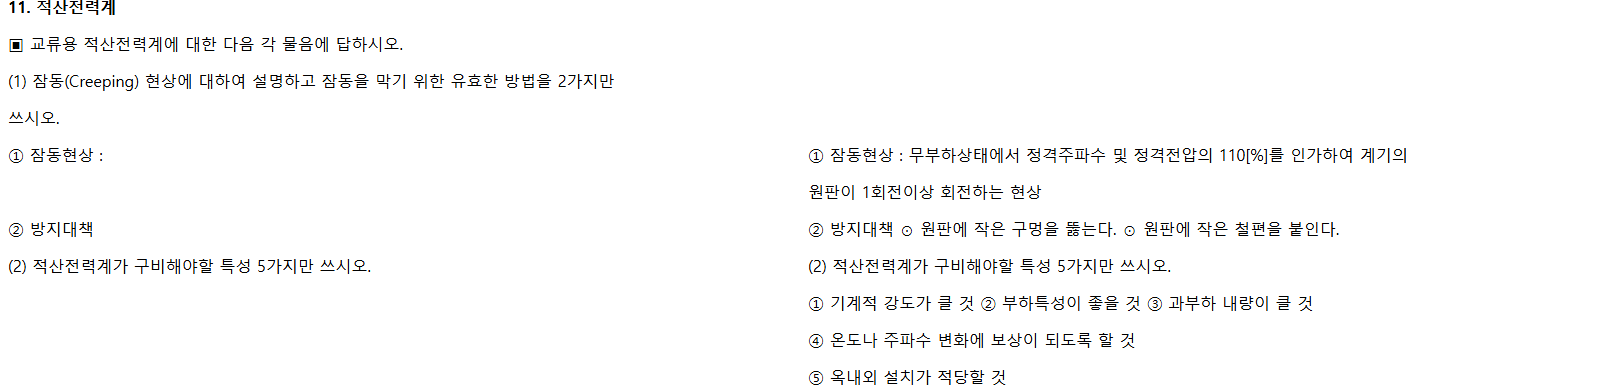 11. 적산전력계
▣ 교류용 적산전력계에 대한 다음 각 물음에 답하시오.
(1) 잠동(Creeping) 현상에 대하여 설명하고 잠동을 막기 위한 유효한 방법을 2가지만
쓰시오.
① 잠동현상 :
② 방지대책
(2) 적산전력계가 구비해야할 특성 5가지만 쓰시오.
① 잠동현상 : 무부하상태에서 정격주파수 및 정격전압의 110[%]를 인가하여 계기의
원판이 1회전이상 회전하는 현상
② 방지대책 ⊙ 원판에 작은 구멍을 뚫는다. ⊙ 원판에 작은 철편을 붙인다.
(2) 적산전력계가 구비해야할 특성 5가지만 쓰시오.
① 기계적 강도가 클 것 ② 부하특성이 좋을 것 ③ 과부하 내량이 클 것
④ 온도나 주파수 변화에 보상이 되도록 할 것
⑤ 옥내외 설치가 적당할 것